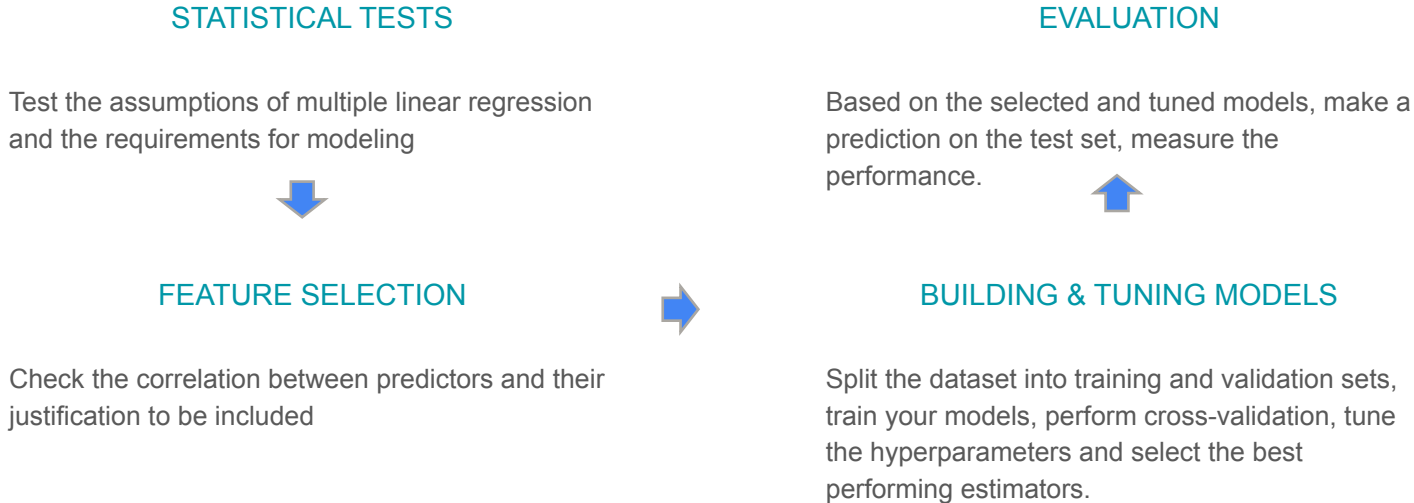 STATISTICAL TESTS
Test the assumptions of multiple linear regression
and the requirements for modeling
FEATURE SELECTION
Check the correlation between predictors and their
justification to be included
BUILDING & TUNING MODELS
Split the dataset into training and validation sets,
train your models, perform cross-validation, tune
the hyperparameters and select the best
performing estimators.
EVALUATION
Based on the selected and tuned models, make a
prediction on the test set, measure the
performance.